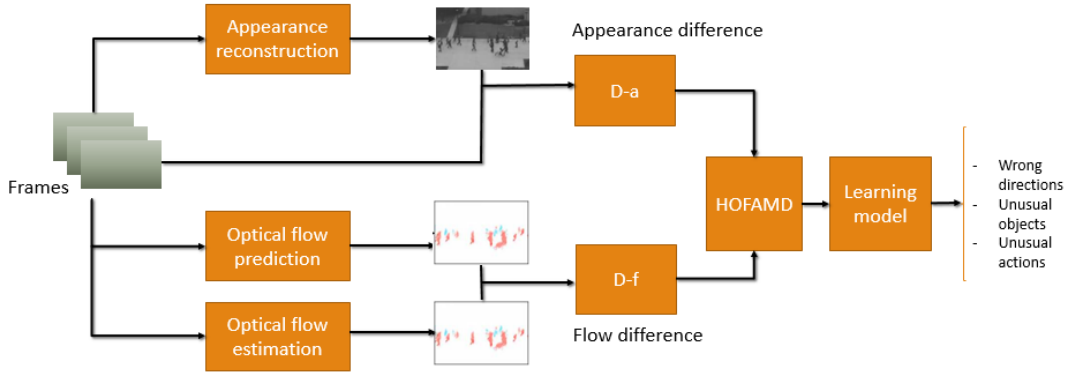 Appearance
reconstruction
Appearance difference
D-a
Frames
HOFAMD
Learning
model
- Wrong
directions
- Unusual
objects
- Unusual
actions
Optical flow
prediction
D-f
Optical flow
estimation
Flow difference